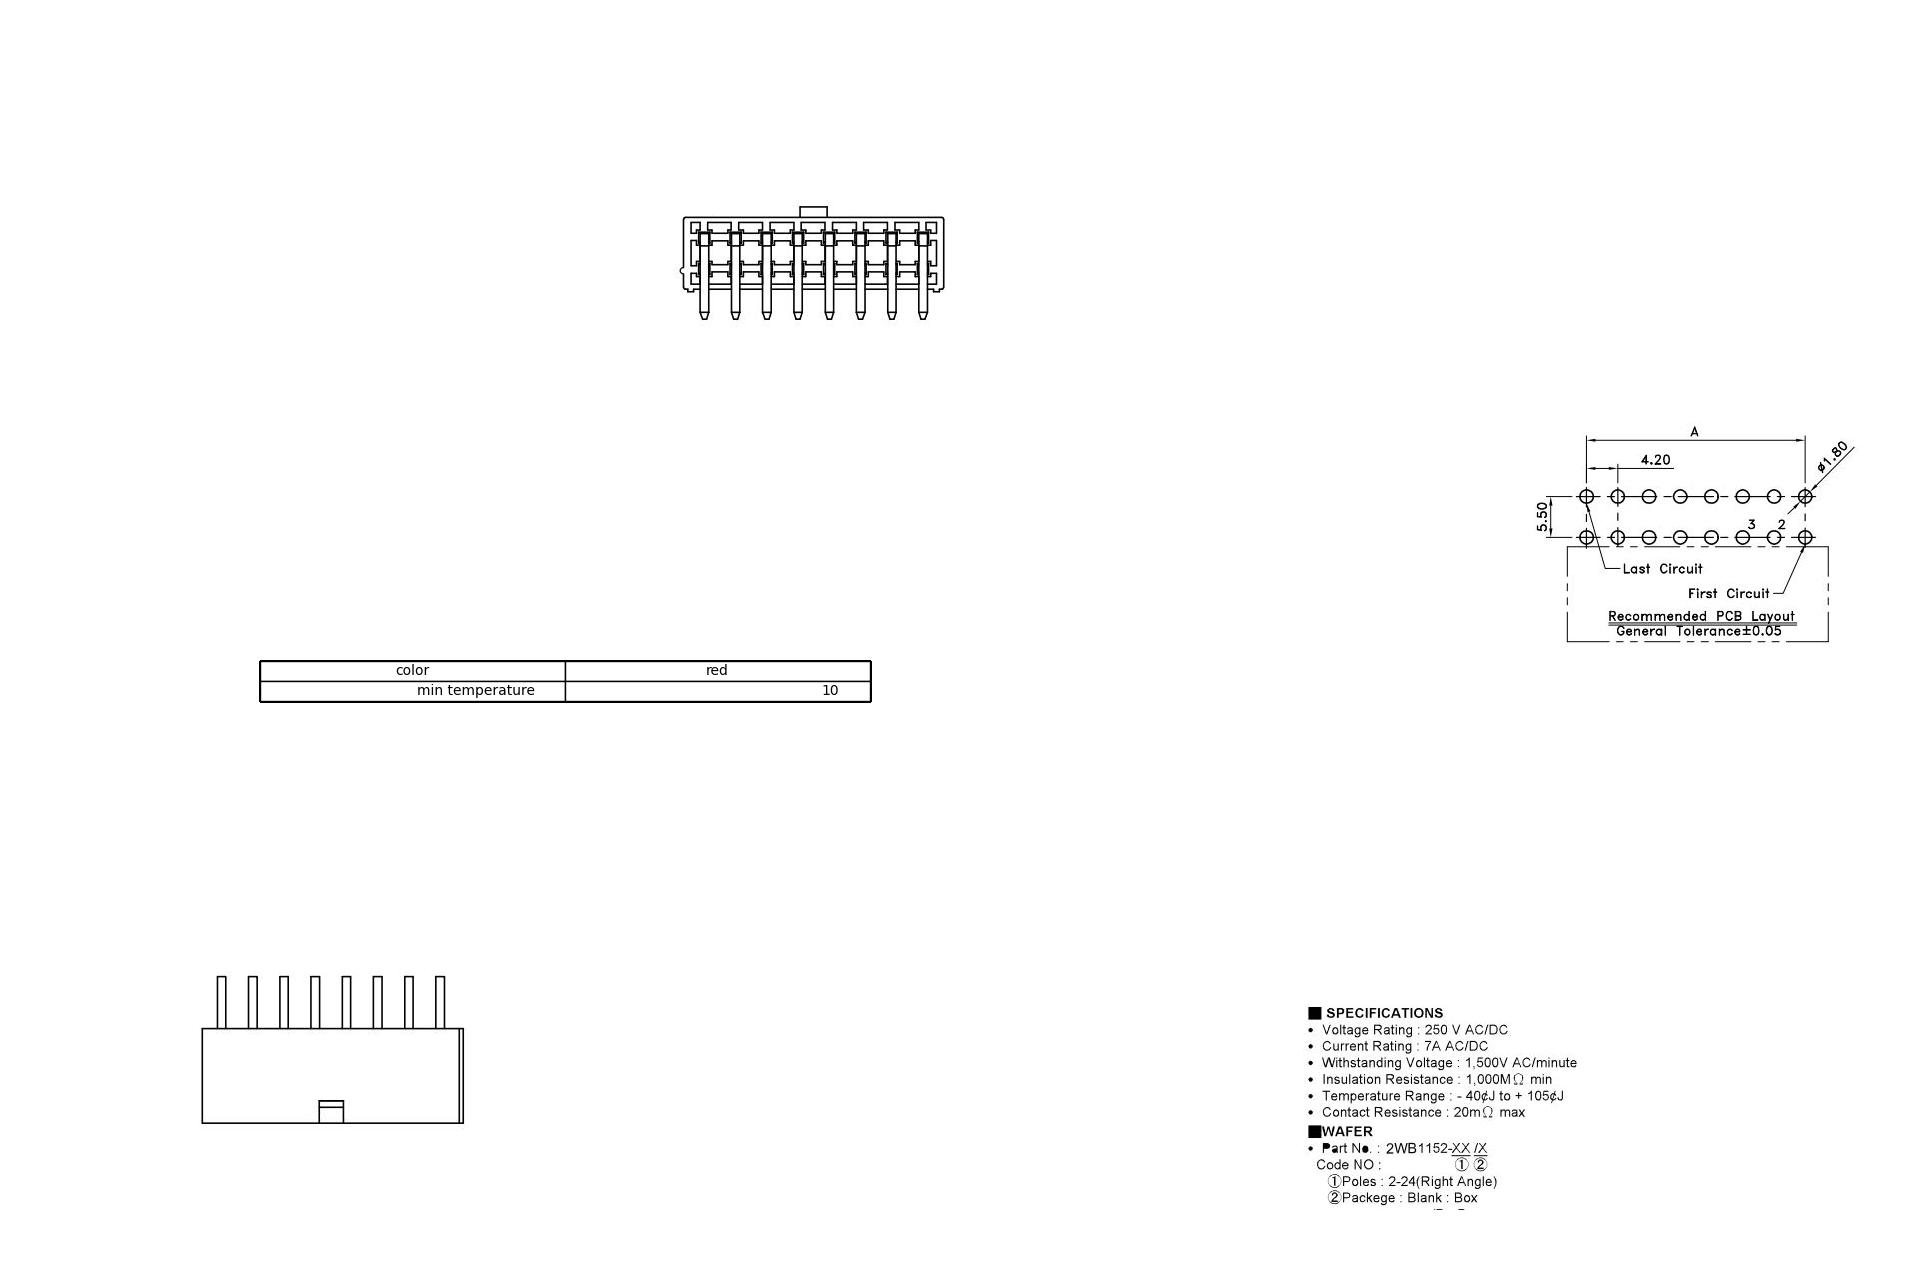 A
4.20
ø1.80
5.50
3 2
Last Circuit
First Circuit
Recommended PCB Layout
General Tolerance±0.05
color red
min temperature 10
■ SPECIFICATIONS
• Voltage Rating : 250 V AC/DC
• Current Rating : 7A AC/DC
• Withstanding Voltage : 1,500V AC/minute
• Insulation Resistance : 1,000MΩ min
• Temperature Range : - 40¢J to + 105¢J
• Contact Resistance : 20mΩ max
■WAFER
• Part No. : 2WB1152-XX /X
Code NO : ① ②
①Poles : 2-24(Right Angle)
②Packege : Blank : Box